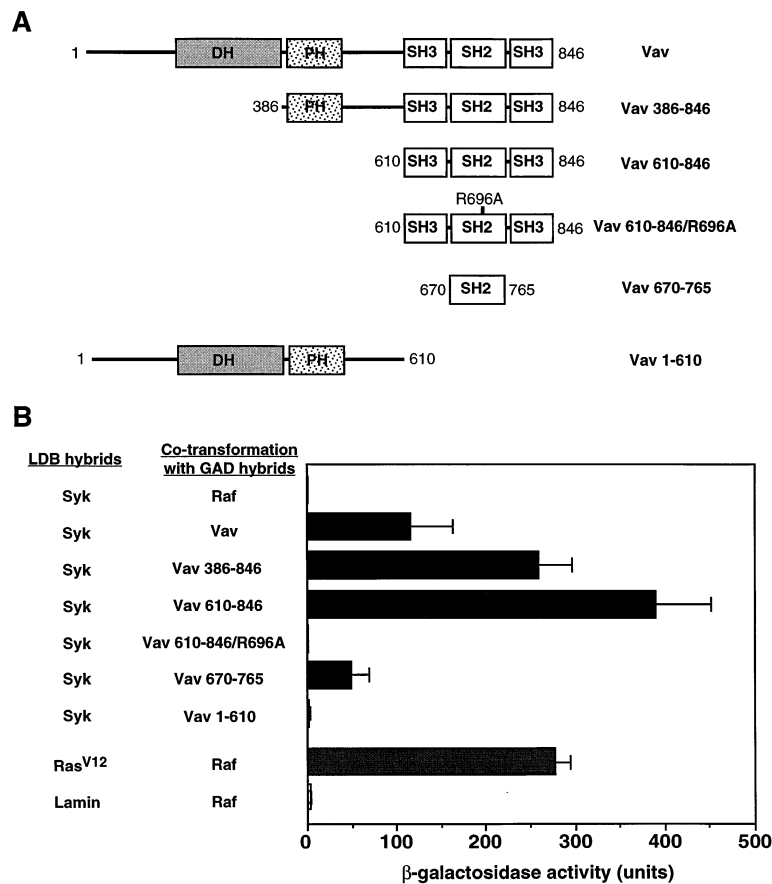 A
1 DH PH SH3 SH2 SH3 846 Vav
386 PH SH3 SH2 SH3 846 Vav 386-846
610 SH3 SH2 SH3 846 Vav 610-846
R696A
610 SH3 SH2 SH3 846 Vav 610-846/R696A
670 SH2 765 Vav 670-765
1 DH PH 610 Vav 1-610
B
LDB hybrids Co-transformation with GAD hybrids
Syk Raf
Syk Vav
Syk Vav 386-846
Syk Vav 610-846
Syk Vav 610-846/R696A
Syk Vav 670-765
Syk Vav 1-610
RasV12 Raf
Lamin Raf
0 100 200 300 400 500
β-galactosidase activity (units)